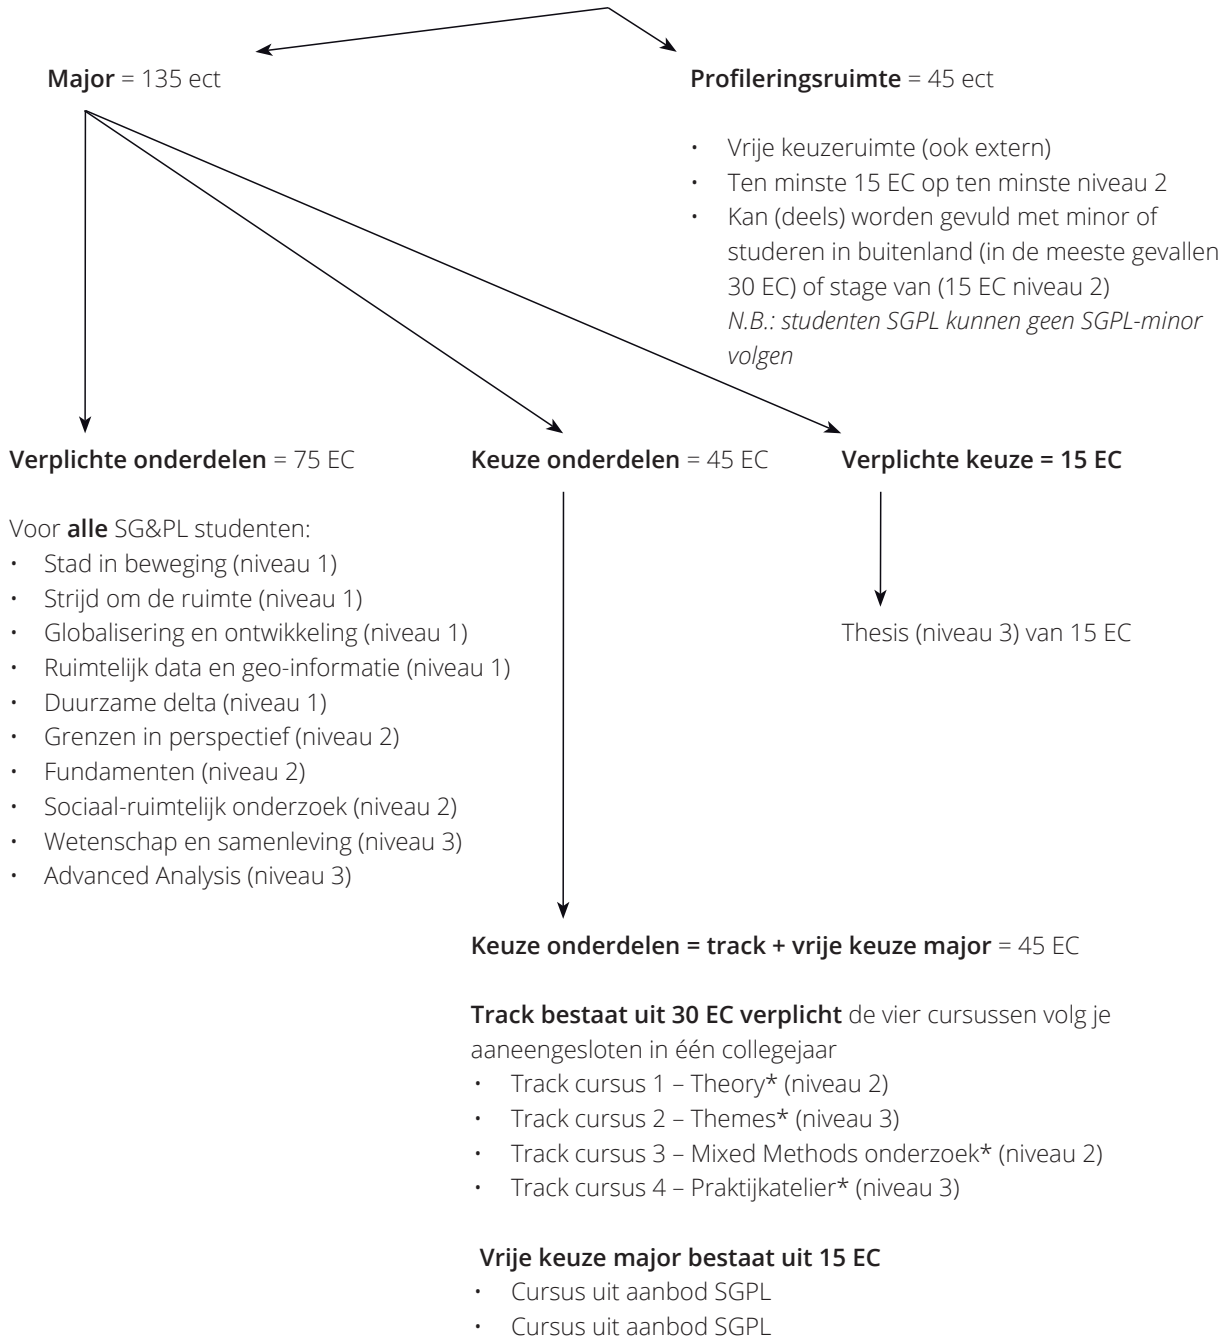 Major = 135 ect
Profileringsruimte = 45 ect
• Vrije keuzeruimte (ook extern)
• Ten minste 15 EC op ten minste niveau 2
• Kan (deels) worden gevuld met minor of
studeren in buitenland (in de meeste gevallen
30 EC) of stage van (15 EC niveau 2)
N.B.: studenten SGPL kunnen geen SGPL-minor
volgen
Verplichte onderdelen = 75 EC
Keuze onderdelen = 45 EC
Verplichte keuze = 15 EC
Voor alle SG&PL studenten:
• Stad in beweging (niveau 1)
• Strijd om de ruimte (niveau 1)
• Globalisering en ontwikkeling (niveau 1)
• Ruimtelijk data en geo-informatie (niveau 1)
• Duurzame delta (niveau 1)
• Grenzen in perspectief (niveau 2)
• Fundamenten (niveau 2)
• Sociaal-ruimtelijk onderzoek (niveau 2)
• Wetenschap en samenleving (niveau 3)
• Advanced Analysis (niveau 3)
Thesis (niveau 3) van 15 EC
Keuze onderdelen = track + vrije keuze major = 45 EC
Track bestaat uit 30 EC verplicht de vier cursussen volg je
aaneengesloten in één collegejaar
• Track cursus 1 – Theory* (niveau 2)
• Track cursus 2 – Themes* (niveau 3)
• Track cursus 3 – Mixed Methods onderzoek* (niveau 2)
• Track cursus 4 – Praktijkatelier* (niveau 3)
Vrije keuze major bestaat uit 15 EC
• Cursus uit aanbod SGPL
• Cursus uit aanbod SGPL